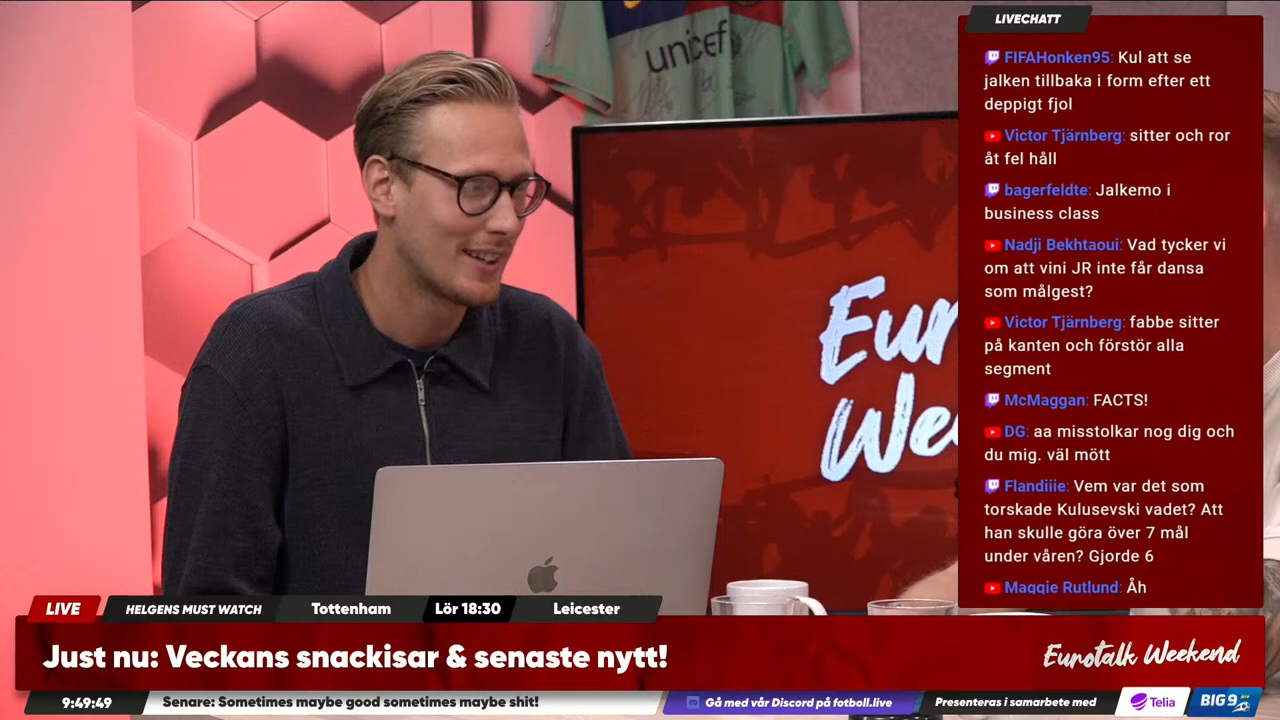 unicef
LIVECHATT
FIFAHonken95: Kul att se
jalken tillbaka i form efter ett
deppigt fjol
Victor Tjärnberg: sitter och ror
åt fel håll
bagerfeldte: Jalkemo i
business class
Nadji Bekhtaoui: Vad tycker vi
om att vini JR inte får dansa
som målgest?
Victor Tjärnberg: fabbe sitter
på kanten och förstör alla
segment
McMaggan: FACTS!
DG: aa misstolkar nog dig och
du mig. väl mött
Flandiiie: Vem var det som
torskade Kulusevski vadet? Att
han skulle göra över 7 mål
under våren? Gjorde 6
Maggie Rutlund: Åh
Eur
Wee
LIVE
HELGENS MUST WATCH
Tottenham
Lör 18:30
Leicester
Just nu: Veckans snackisar & senaste nytt!
Eurotalk Weekend
9:49:49
Senare: Sometimes maybe good sometimes maybe shit!
Gå med vår Discord på fotboll.live
Presenteras i samarbete med
Telia
BIG9